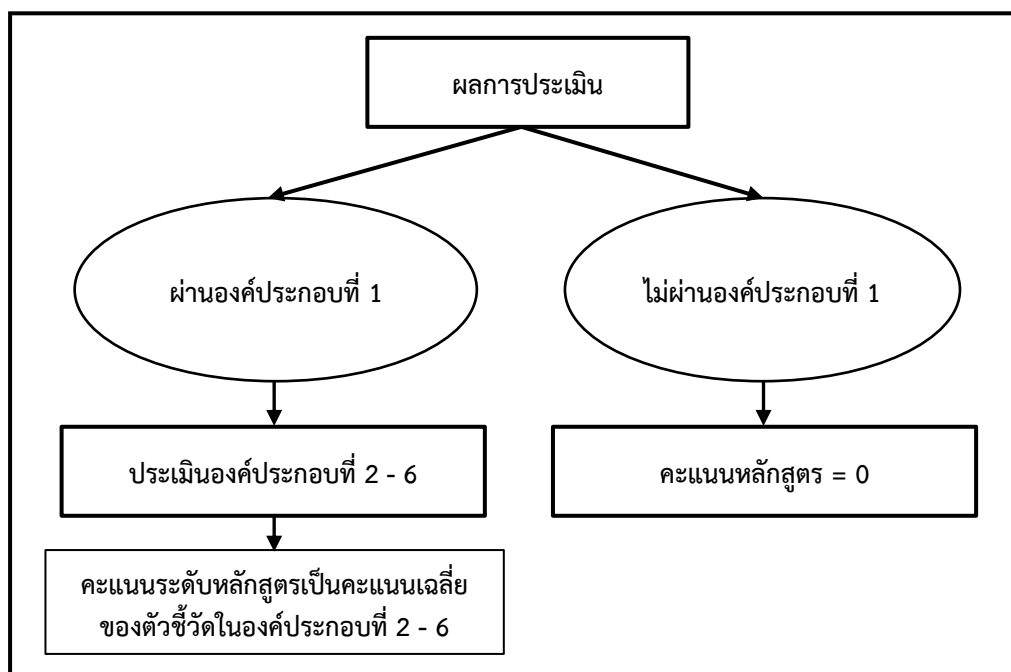 ผลการประเมิน
ผ่านองค์ประกอบที่ 1
ไม่ผ่านองค์ประกอบที่ 1
ประเมินองค์ประกอบที่ 2 - 6
คะแนนหลักสูตร = 0
คะแนนระดับหลักสูตรเป็นคะแนนเฉลี่ย
ของตัวชี้วัดในองค์ประกอบที่ 2 - 6